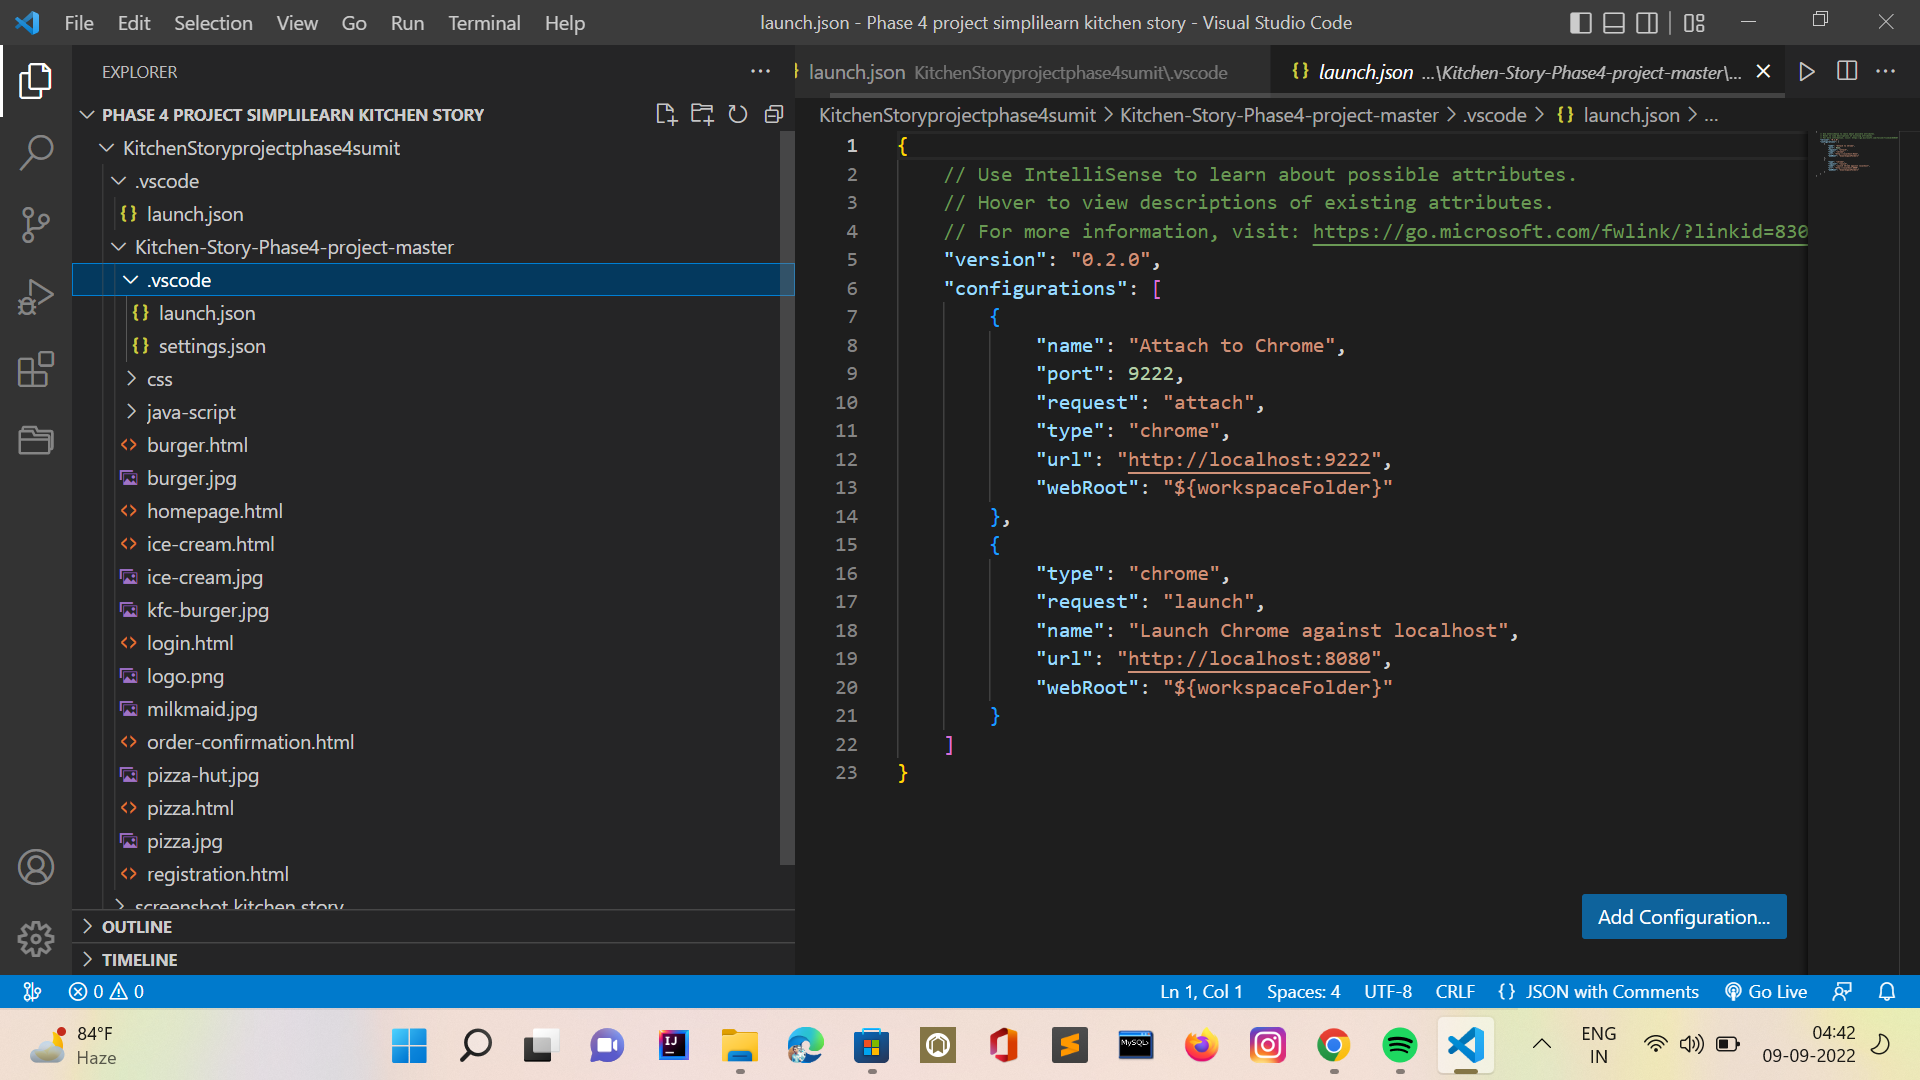 File Edit Selection View Go Run Terminal Help
launch.json - Phase 4 project simplilearn kitchen story - Visual Studio Code
EXPLORER
PHASE 4 PROJECT SIMPLILEARN KITCHEN STORY
KitchenStoryprojectphase4sumit
.vscode
{} launch.json
Kitchen-Story-Phase4-project-master
.vscode
{} launch.json
{} settings.json
css
java-script
burger.html
burger.jpg
homepage.html
ice-cream.html
ice-cream.jpg
kfc-burger.jpg
login.html
logo.png
milkmaid.jpg
order-confirmation.html
pizza-hut.jpg
pizza.html
pizza.jpg
registration.html
screenshot kitchen story
OUTLINE
TIMELINE
launch.json KitchenStoryprojectphase4sumit\.vscode
{} launch.json ...\Kitchen-Story-Phase4-project-master\...
KitchenStoryprojectphase4sumit > Kitchen-Story-Phase4-project-master > .vscode > {} launch.json > ...
1 {
2 // Use IntelliSense to learn about possible attributes.
3 // Hover to view descriptions of existing attributes.
4 // For more information, visit: https://go.microsoft.com/fwlink/?linkid=830
5 "version": "0.2.0",
6 "configurations": [
7 {
8 "name": "Attach to Chrome",
9 "port": 9222,
10 "request": "attach",
11 "type": "chrome",
12 "url": "http://localhost:9222",
13 "webRoot": "${workspaceFolder}"
14 },
15 {
16 "type": "chrome",
17 "request": "launch",
18 "name": "Launch Chrome against localhost",
19 "url": "http://localhost:8080",
20 "webRoot": "${workspaceFolder}"
21 }
22 ]
23 }
Add Configuration...
0 0
Ln 1, Col 1 Spaces: 4 UTF-8 CRLF {} JSON with Comments Go Live
84°F
Haze
IJ
MySQL
ENG
IN
04:42
09-09-2022